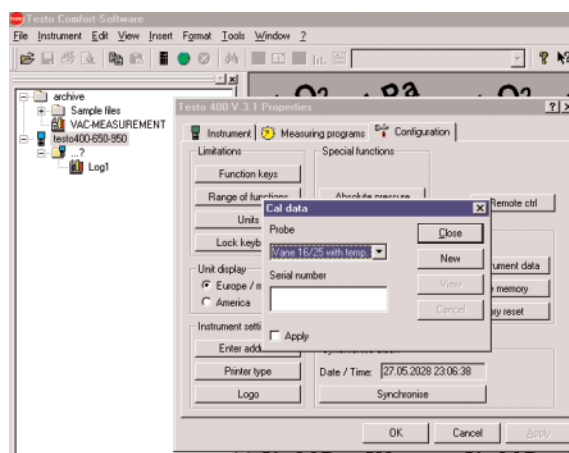 Testo Comfort-Software
File Instrument Edit View Insert Format Tools Window ?
archive
Sample files
VAC-MEASUREMENT
testo400-650-950
...?
Log1
Testo 400 V.3.1 Properties
Instrument
Measuring programs
Configuration
Limitations
Special functions
Function keys
Range of functions
Absolute pressure
Remote ctrl
Units
Lock keyb
Cal data
Probe
Vane 16/25 with temp.
Serial number
Apply
Close
New
View
Cancel
ument data
e memory
ry reset
Unit display
Europe / m
America
Instrument setti
Enter add
Printer type
Logo
Date / Time: 27.05.2028 23:06:38
Synchronise
OK
Cancel
Apply